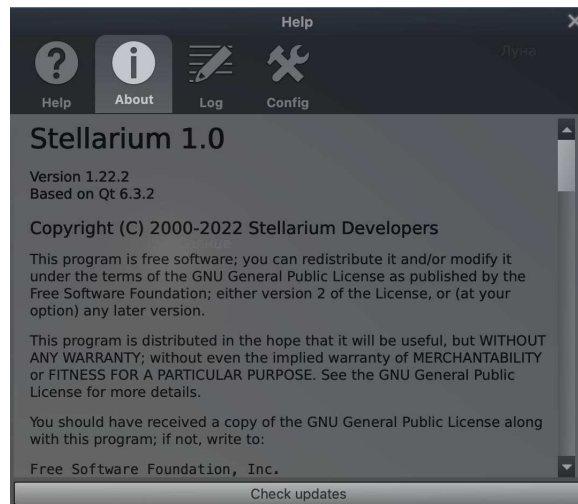 Help
Луна
Help
About
Log
Config
Stellarium 1.0
Version 1.22.2
Based on Qt 6.3.2
Copyright (C) 2000-2022 Stellarium Developers
This program is free software; you can redistribute it and/or modify it
under the terms of the GNU General Public License as published by the
Free Software Foundation; either version 2 of the License, or (at your
option) any later version.
This program is distributed in the hope that it will be useful, but WITHOUT
ANY WARRANTY; without even the implied warranty of MERCHANTABILITY
or FITNESS FOR A PARTICULAR PURPOSE. See the GNU General Public
License for more details.
You should have received a copy of the GNU General Public License along
with this program; if not, write to:
Free Software Foundation, Inc.
Check updates